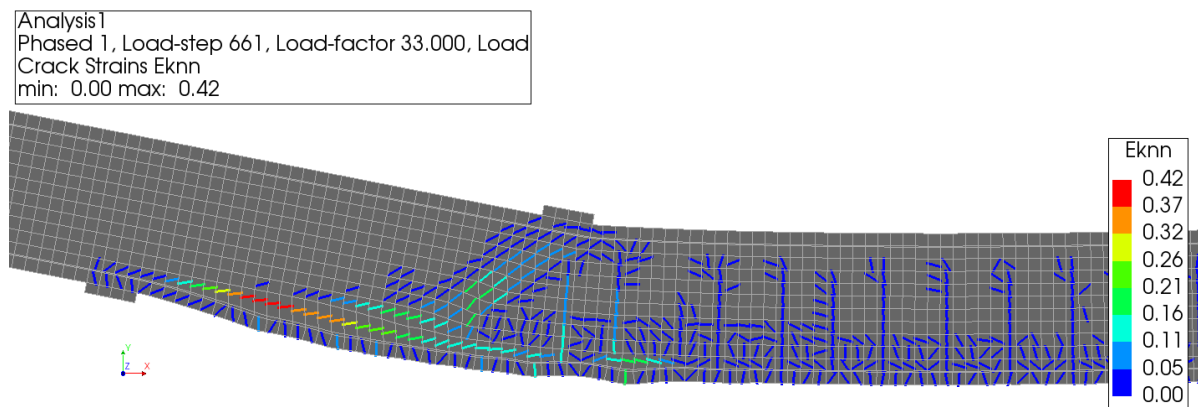 Analysis1
Phased 1, Load-step 661, Load-factor 33.000, Load
Crack Strains Eknn
min: 0.00 max: 0.42
Eknn
0.42
0.37
0.32
0.26
0.21
0.16
0.11
0.05
0.00
Y
Z X